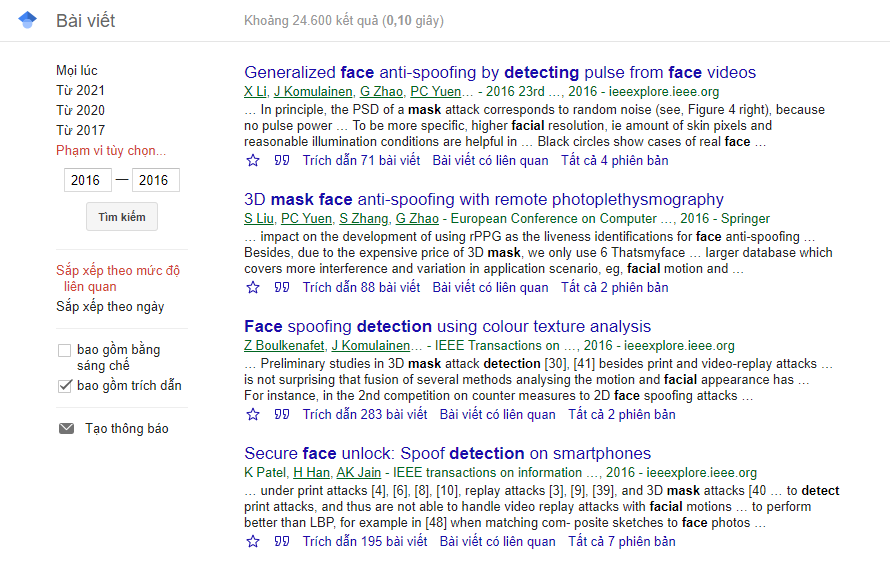 Bài viết
Khoảng 24.600 kết quả (0,10 giây)
Mọi lúc
Từ 2021
Từ 2020
Từ 2017
Phạm vi tùy chọn...
2016 — 2016
Tìm kiếm
Sắp xếp theo mức độ
liên quan
Sắp xếp theo ngày
bao gồm bằng
sáng chế
bao gồm trích dẫn
Tạo thông báo
Generalized face anti-spoofing by detecting pulse from face videos
X Li, J Komulainen, G Zhao, PC Yuen… - 2016 23rd …, 2016 - ieeexplore.ieee.org
… In principle, the PSD of a mask attack corresponds to random noise (see, Figure 4 right), because
no pulse power … To be more specific, higher facial resolution, ie amount of skin pixels and
reasonable illumination conditions are helpful in … Black circles show cases of real face …
Trích dẫn 71 bài viết Bài viết có liên quan Tất cả 4 phiên bản
3D mask face anti-spoofing with remote photoplethysmography
S Liu, PC Yuen, S Zhang, G Zhao - European Conference on Computer …, 2016 - Springer
… impact on the development of using rPPG as the liveness identifications for face anti-spoofing …
Besides, due to the expensive price of 3D mask, we only use 6 Thatsmyface … larger database which
covers more interference and variation in application scenario, eg, facial motion and …
Trích dẫn 88 bài viết Bài viết có liên quan Tất cả 2 phiên bản
Face spoofing detection using colour texture analysis
Z Boulkenafet, J Komulainen… - IEEE Transactions on …, 2016 - ieeexplore.ieee.org
… Preliminary studies in 3D mask attack detection [30], [41] besides print and video-replay attacks …
is not surprising that fusion of several methods analysing the motion and facial appearance has …
For instance, in the 2nd competition on counter measures to 2D face spoofing attacks …
Trích dẫn 283 bài viết Bài viết có liên quan Tất cả 2 phiên bản
Secure face unlock: Spoof detection on smartphones
K Patel, H Han, AK Jain - IEEE transactions on information …, 2016 - ieeexplore.ieee.org
… under print attacks [4], [6], [8], [10], replay attacks [3], [9], [39], and 3D mask attacks [40 … to detect
print attacks, and thus are not able to handle video replay attacks with facial motions … to perform
better than LBP, for example in [48] when matching com- posite sketches to face photos …
Trích dẫn 195 bài viết Bài viết có liên quan Tất cả 7 phiên bản